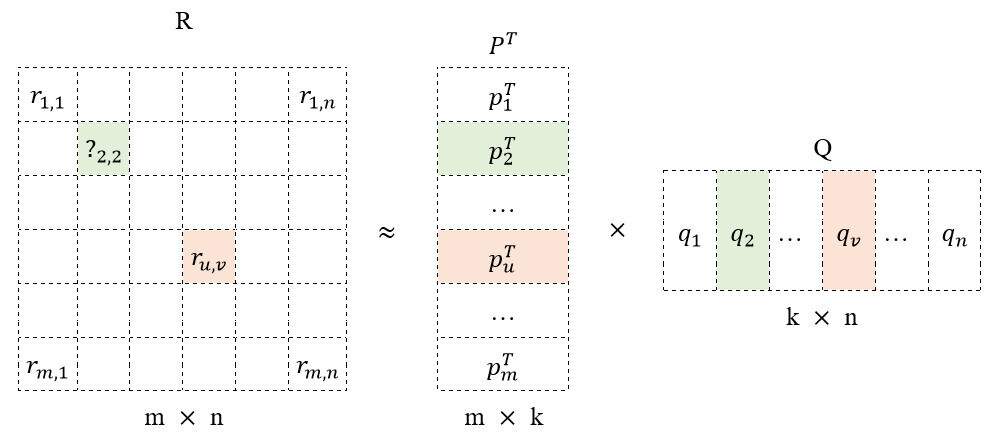 R
r_{1,1} r_{1,n}
?_{2,2}
r_{u,v}
r_{m,1} r_{m,n}
m × n
≈
P^T
p_1^T
p_2^T
...
p_u^T
...
p_m^T
m × k
×
Q
q_1 q_2 ... q_v ... q_n
k × n